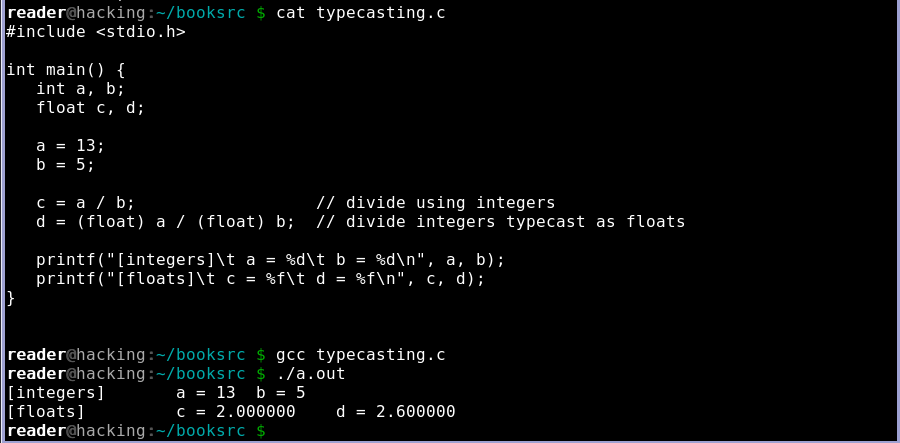 reader@hacking:~/booksrc $ cat typecasting.c
#include <stdio.h>

int main() {
   int a, b;
   float c, d;

   a = 13;
   b = 5;

   c = a / b;                  // divide using integers
   d = (float) a / (float) b;  // divide integers typecast as floats

   printf("[integers]\t a = %d\t b = %d\n", a, b);
   printf("[floats]\t c = %f\t d = %f\n", c, d);
}

reader@hacking:~/booksrc $ gcc typecasting.c
reader@hacking:~/booksrc $ ./a.out
[integers]       a = 13  b = 5
[floats]         c = 2.000000    d = 2.600000
reader@hacking:~/booksrc $